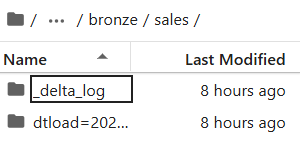 / ··· / bronze / sales /
Name Last Modified
_delta_log 8 hours ago
dtload=202... 8 hours ago